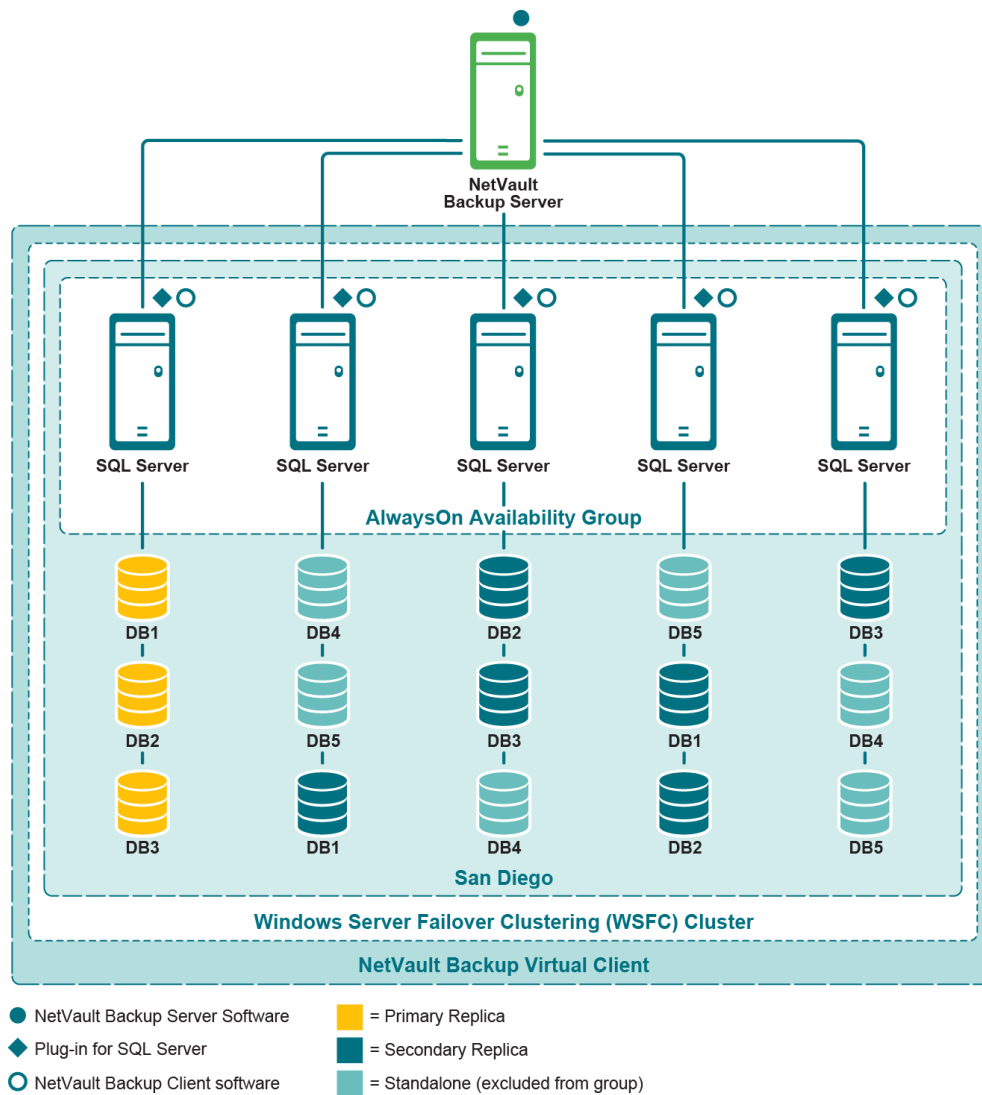 NetVault
Backup Server
SQL Server
SQL Server
SQL Server
SQL Server
SQL Server
AlwaysOn Availability Group
DB1
DB4
DB2
DB5
DB3
DB2
DB5
DB3
DB1
DB4
DB3
DB1
DB4
DB2
DB5
San Diego
Windows Server Failover Clustering (WSFC) Cluster
NetVault Backup Virtual Client
NetVault Backup Server Software
Plug-in for SQL Server
NetVault Backup Client software
= Primary Replica
= Secondary Replica
= Standalone (excluded from group)